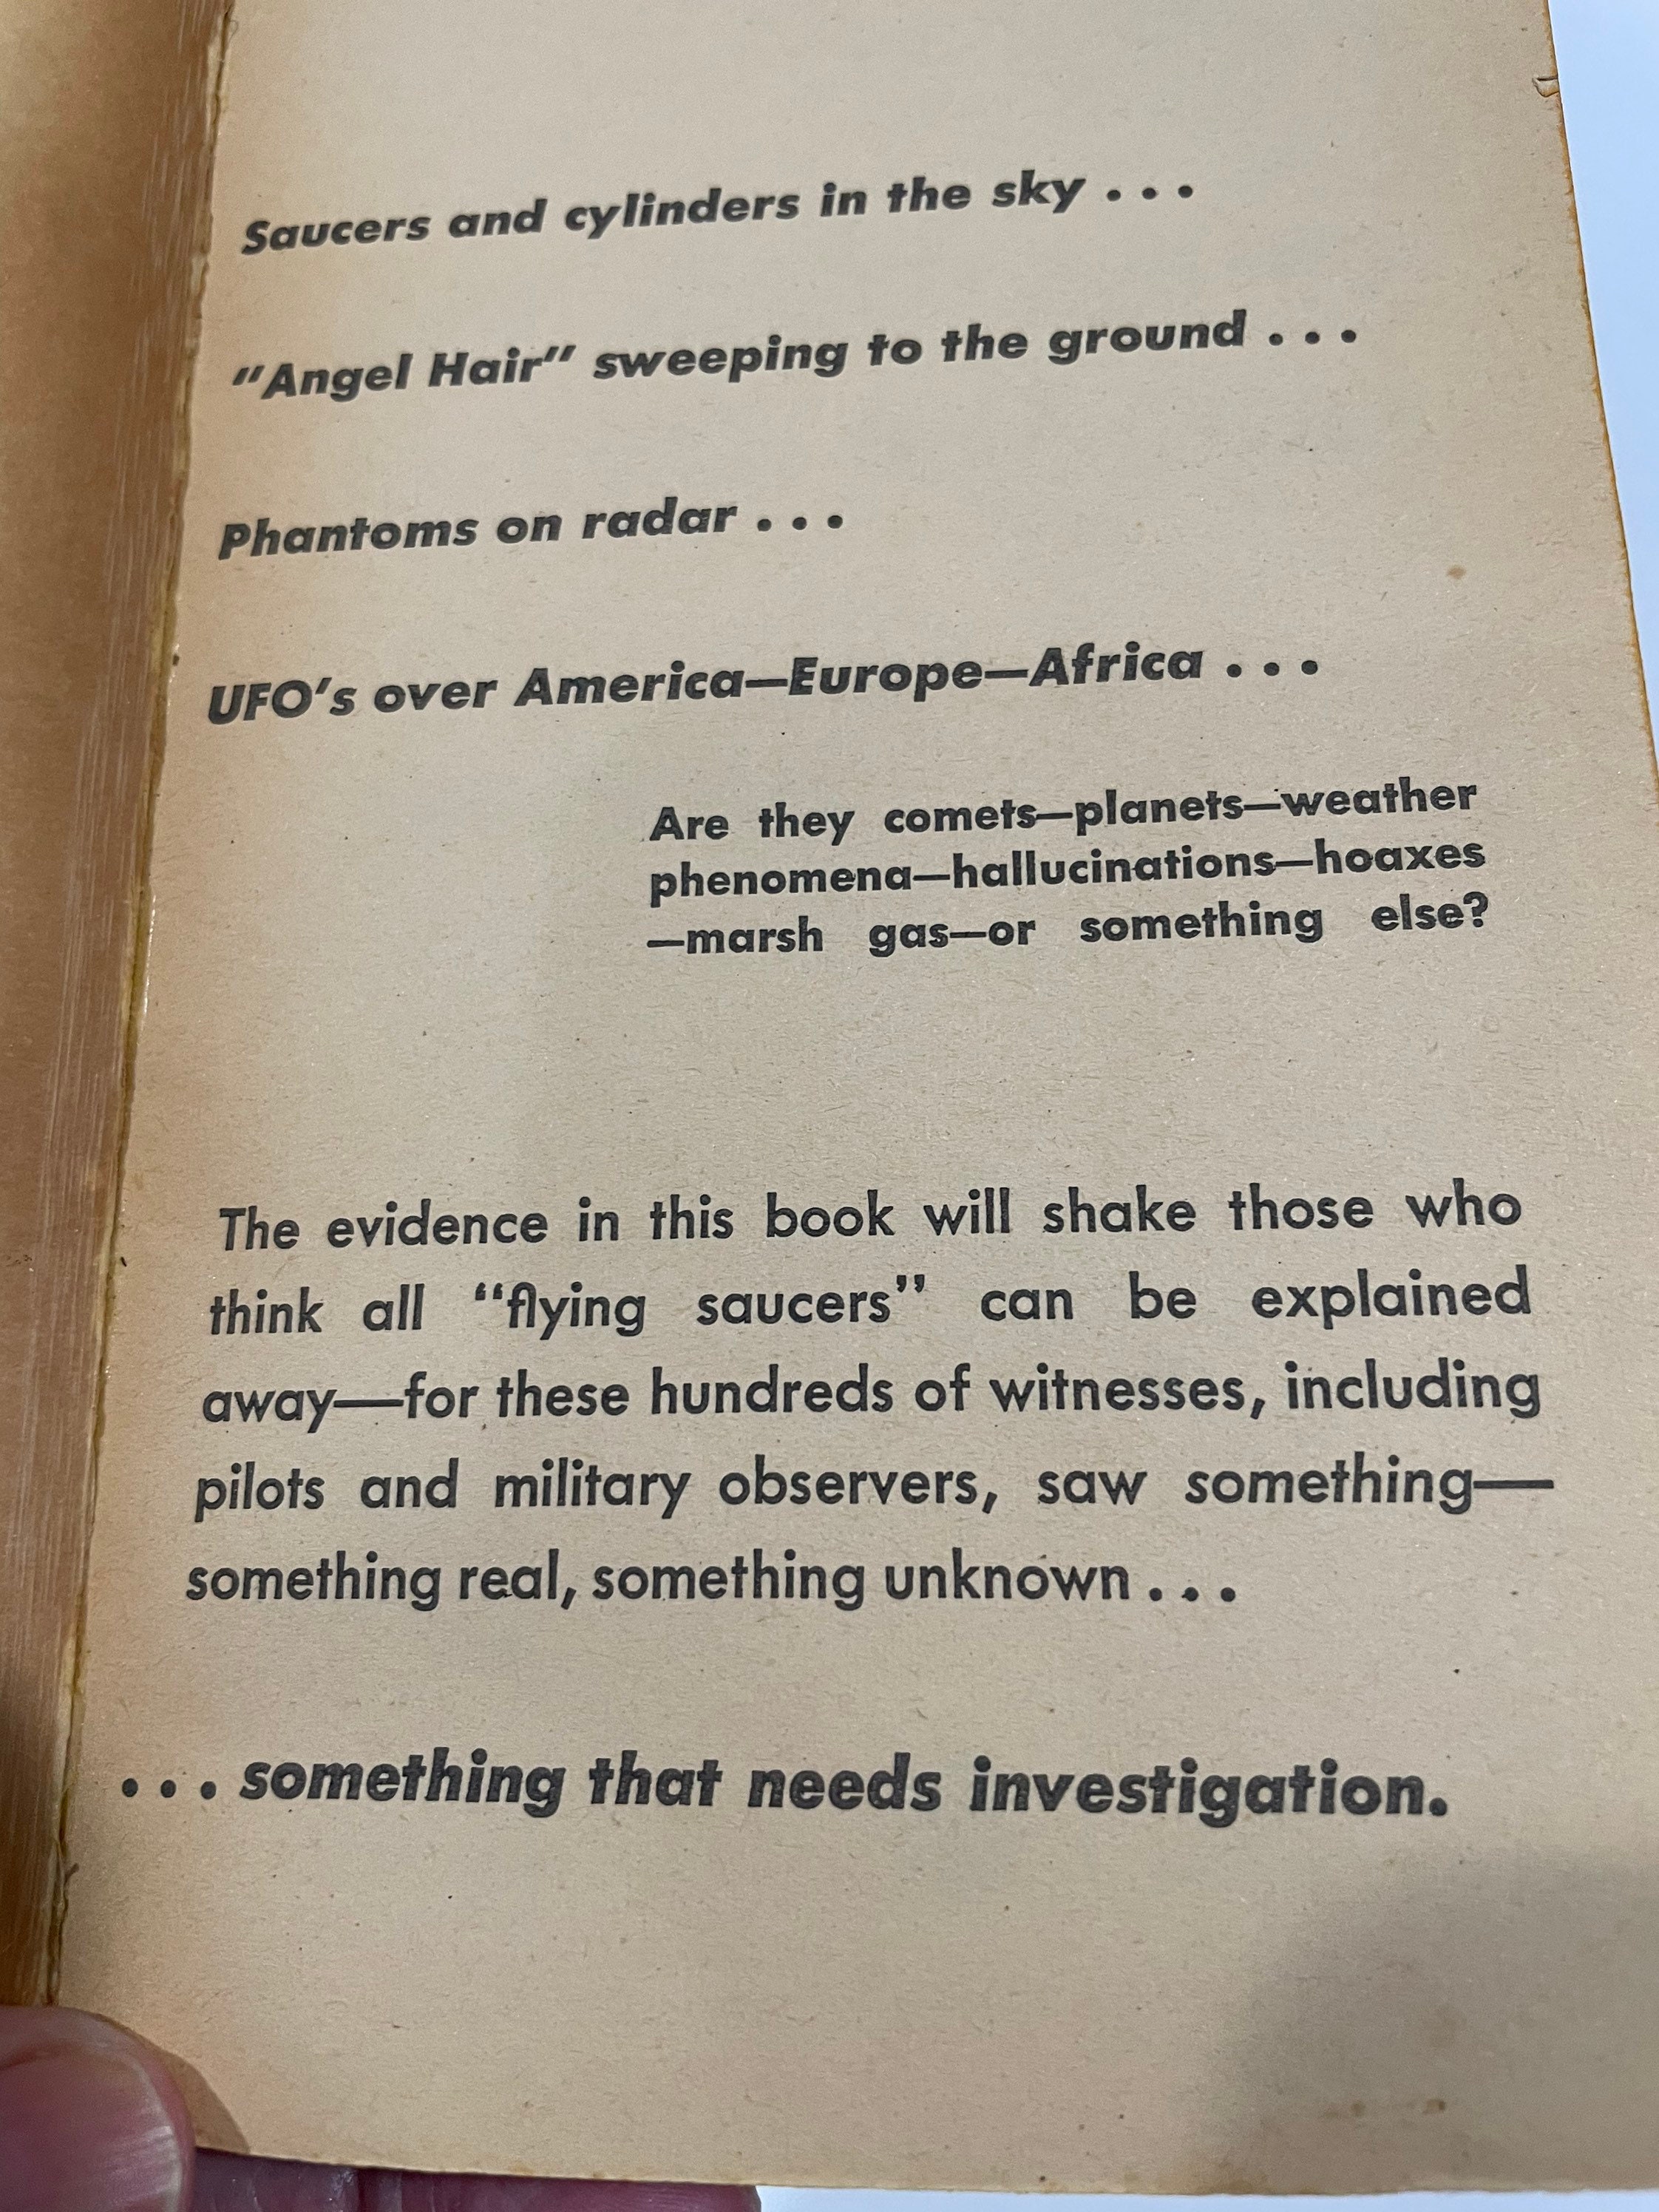 Saucers and cylinders in the sky . . .
"Angel Hair" sweeping to the ground . . .
Phantoms on radar . . .
UFO's over America—Europe—Africa . . .
Are they comets—planets—weather
phenomena—hallucinations—hoaxes
—marsh gas—or something else?
The evidence in this book will shake those who
think all “flying saucers” can be explained
away—for these hundreds of witnesses, including
pilots and military observers, saw something—
something real, something unknown . . .
. . . something that needs investigation.